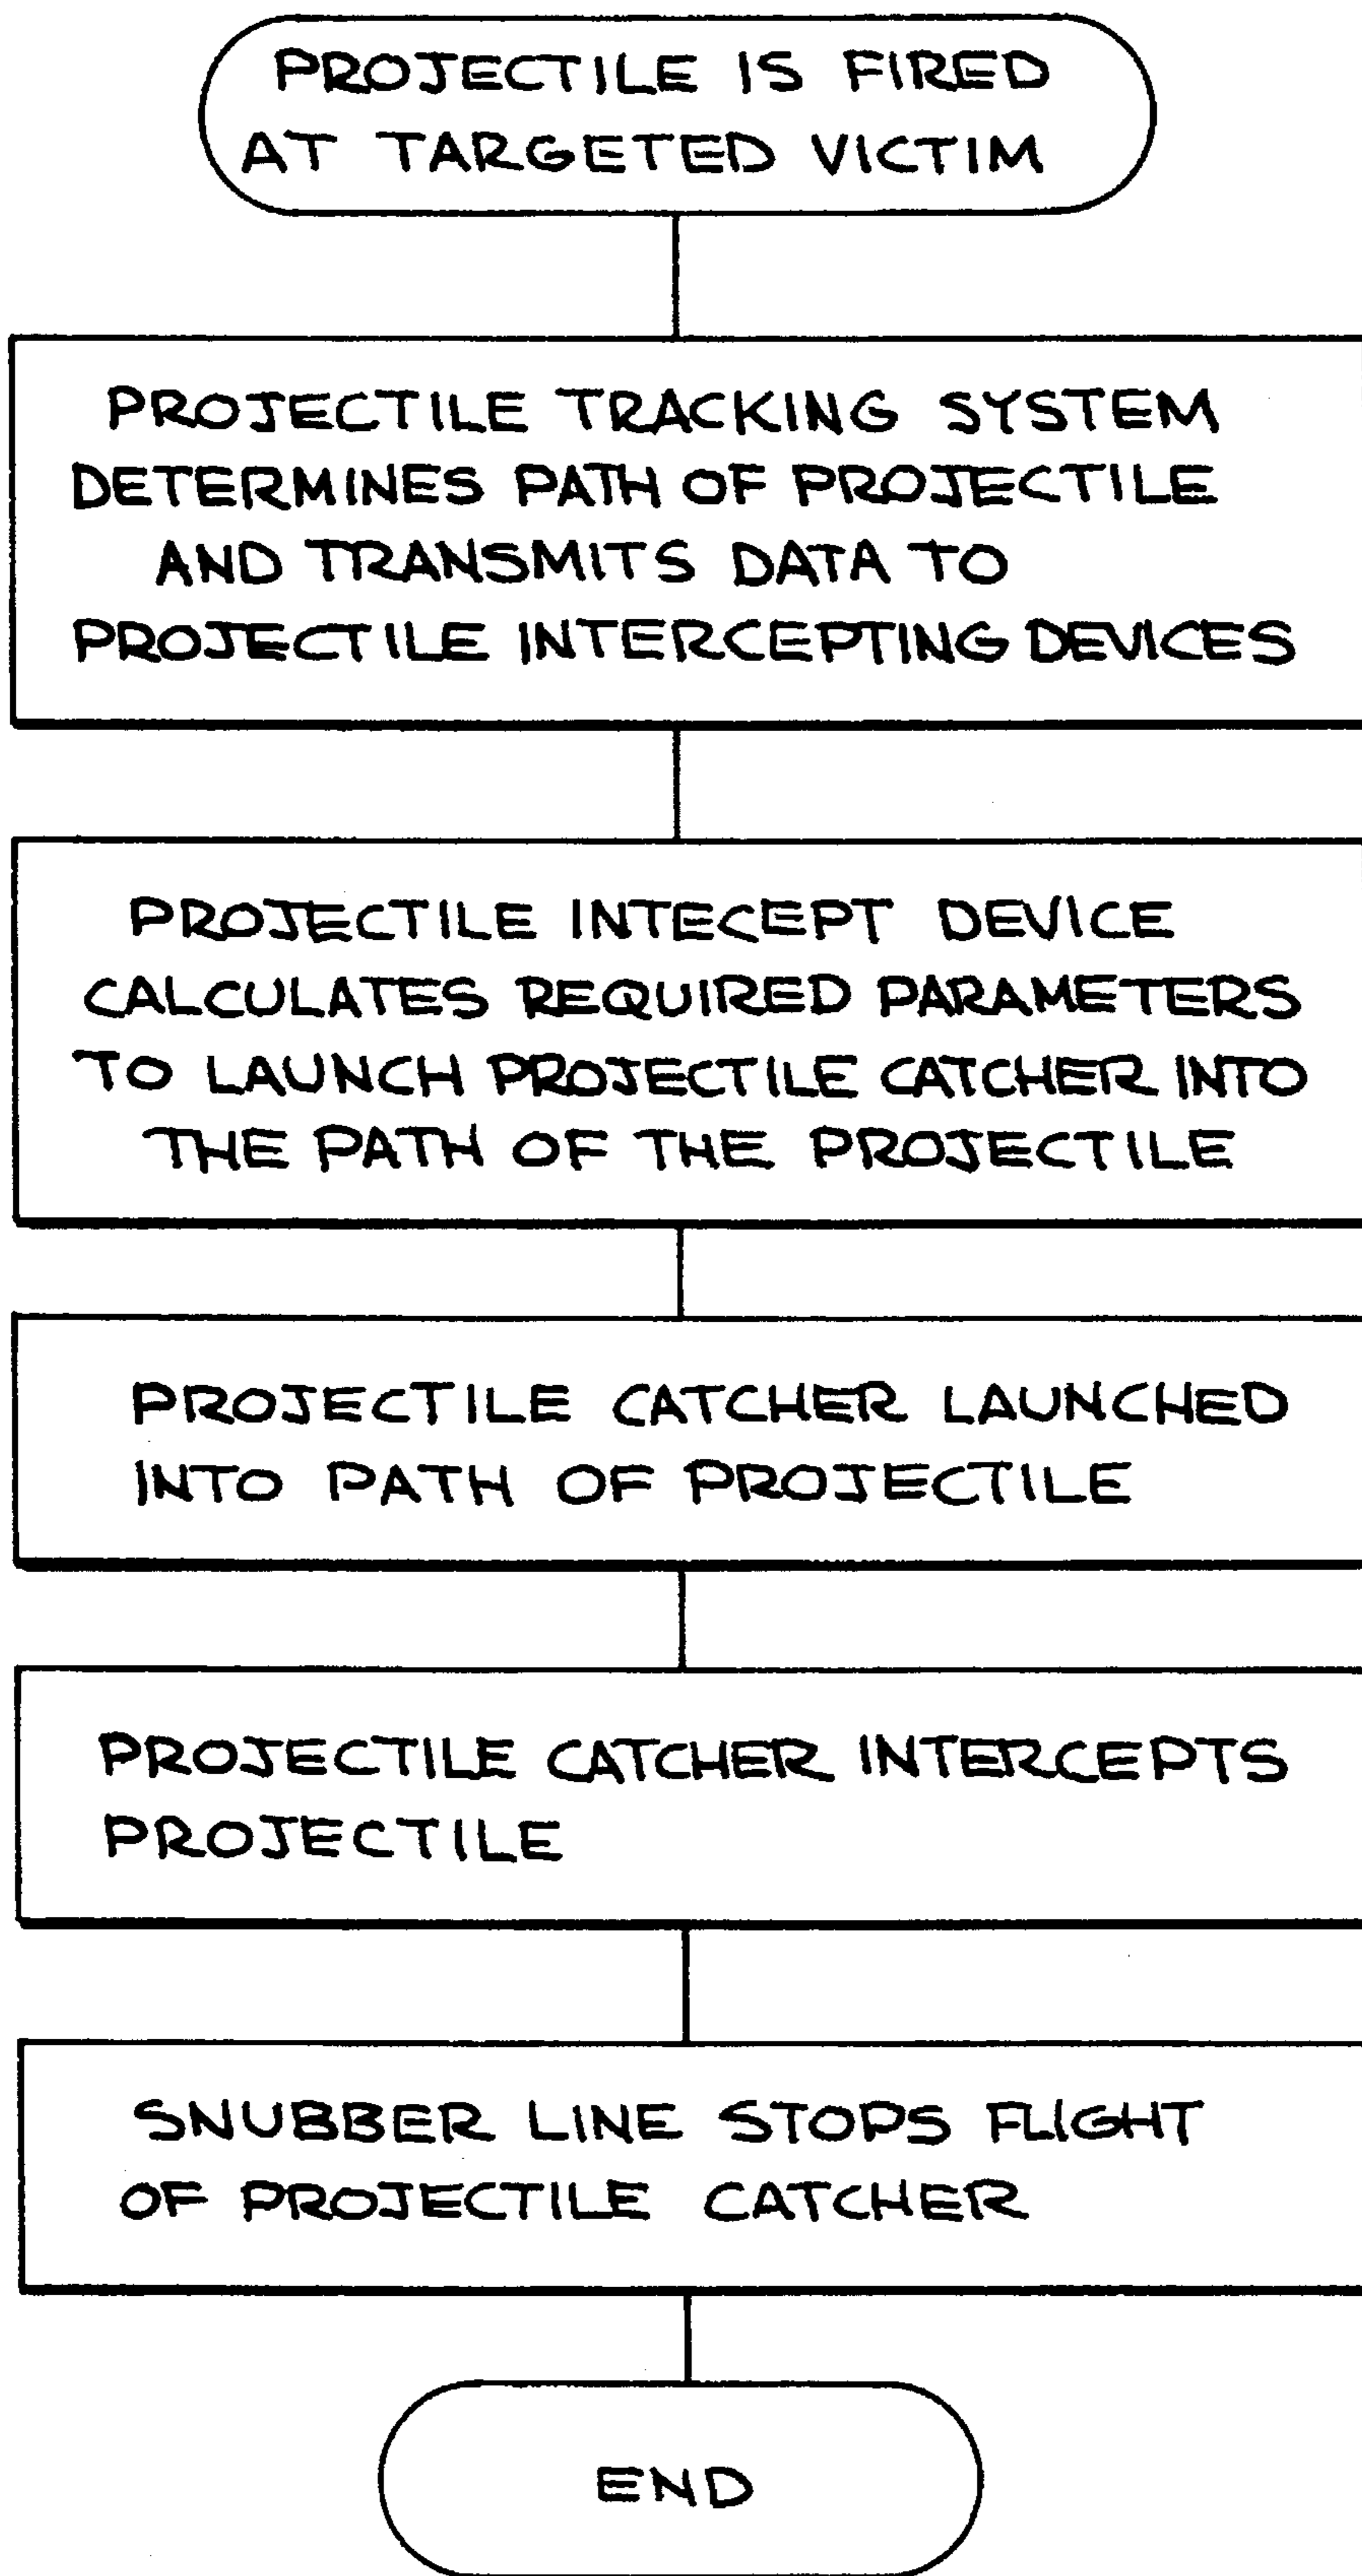 PROJECTILE IS FIRED
AT TARGETED VICTIM
PROJECTILE TRACKING SYSTEM
DETERMINES PATH OF PROJECTILE
AND TRANSMITS DATA TO
PROJECTILE INTERCEPTING DEVICES
PROJECTILE INTECEPT DEVICE
CALCULATES REQUIRED PARAMETERS
TO LAUNCH PROJECTILE CATCHER INTO
THE PATH OF THE PROJECTILE
PROJECTILE CATCHER LAUNCHED
INTO PATH OF PROJECTILE
PROJECTILE CATCHER INTERCEPTS
PROJECTILE
SNUBBER LINE STOPS FLIGHT
OF PROJECTILE CATCHER
END